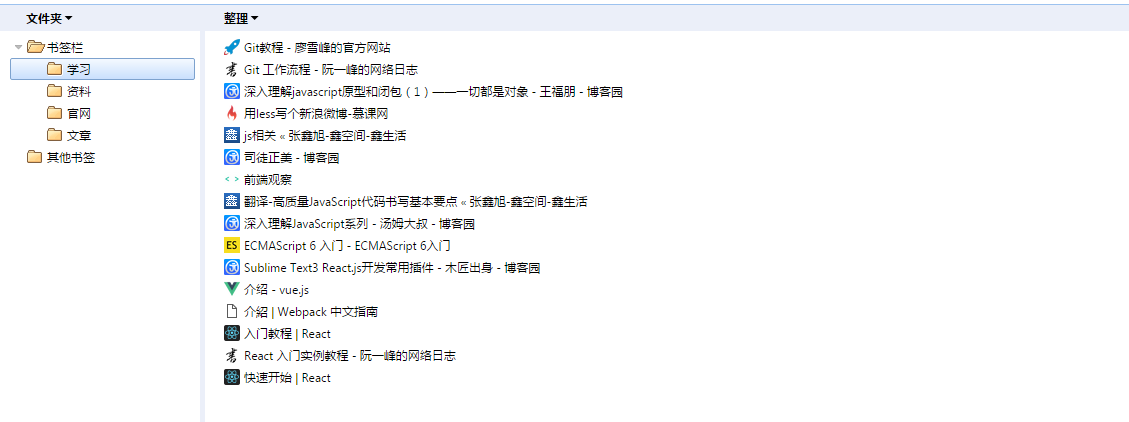 文件夹 整理
书签栏
学习
资料
官网
文章
其他书签
Git教程 - 廖雪峰的官方网站
Git 工作流程 - 阮一峰的网络日志
深入理解javascript原型和闭包（1）——一切都是对象 - 王福朋 - 博客园
用less写个新浪微博-慕课网
鑫 js相关 « 张鑫旭-鑫空间-鑫生活
司徒正美 - 博客园
< > 前端观察
鑫 翻译-高质量JavaScript代码书写基本要点 « 张鑫旭-鑫空间-鑫生活
深入理解JavaScript系列 - 汤姆大叔 - 博客园
ES ECMAScript 6 入门 - ECMAScript 6入门
Sublime Text3 React.js开发常用插件 - 木匠出身 - 博客园
介绍 - vue.js
介紹 | Webpack 中文指南
入门教程 | React
React 入门实例教程 - 阮一峰的网络日志
快速开始 | React